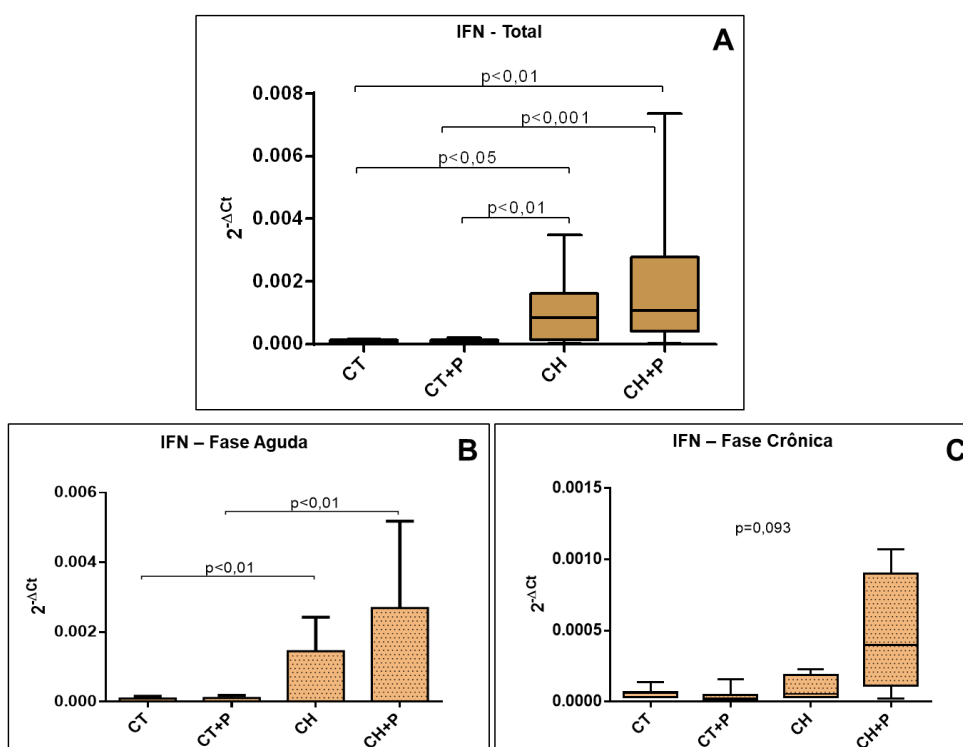 IFN - Total
A
p<0,01
0.008
p<0,001
0.006
p<0,05
2-ΔCt
0.004
p<0,01
0.002
0.000
CT
CT+P
CH
CH+P
IFN – Fase Aguda
B
0.006
p<0,01
0.004
p<0,01
2-ΔCt
0.002
0.000
CT
CT+P
CH
CH+P
IFN – Fase Crônica
C
0.0015
p=0,093
0.0010
2-ΔCt
0.0005
0.0000
CT
CT+P
CH
CH+P